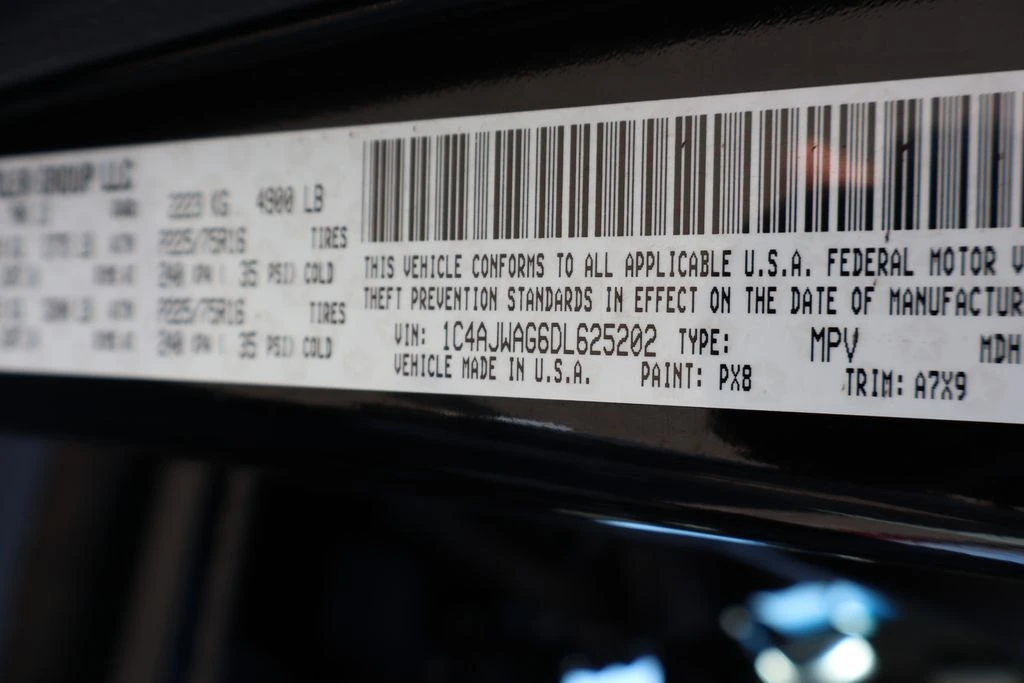 GROUP LLC
2223 KG 4900 LB
P225/75R16 TIRES
240 KPA ( 35 PSI) COLD
P225/75R16 TIRES
240 KPA ( 35 PSI) COLD
THIS VEHICLE CONFORMS TO ALL APPLICABLE U.S.A. FEDERAL MOTOR V
THEFT PREVENTION STANDARDS IN EFFECT ON THE DATE OF MANUFACTUR
VIN: 1C4AJWAG6DL625202 TYPE: MPV MDH
VEHICLE MADE IN U.S.A. PAINT: PX8 TRIM: A7X9